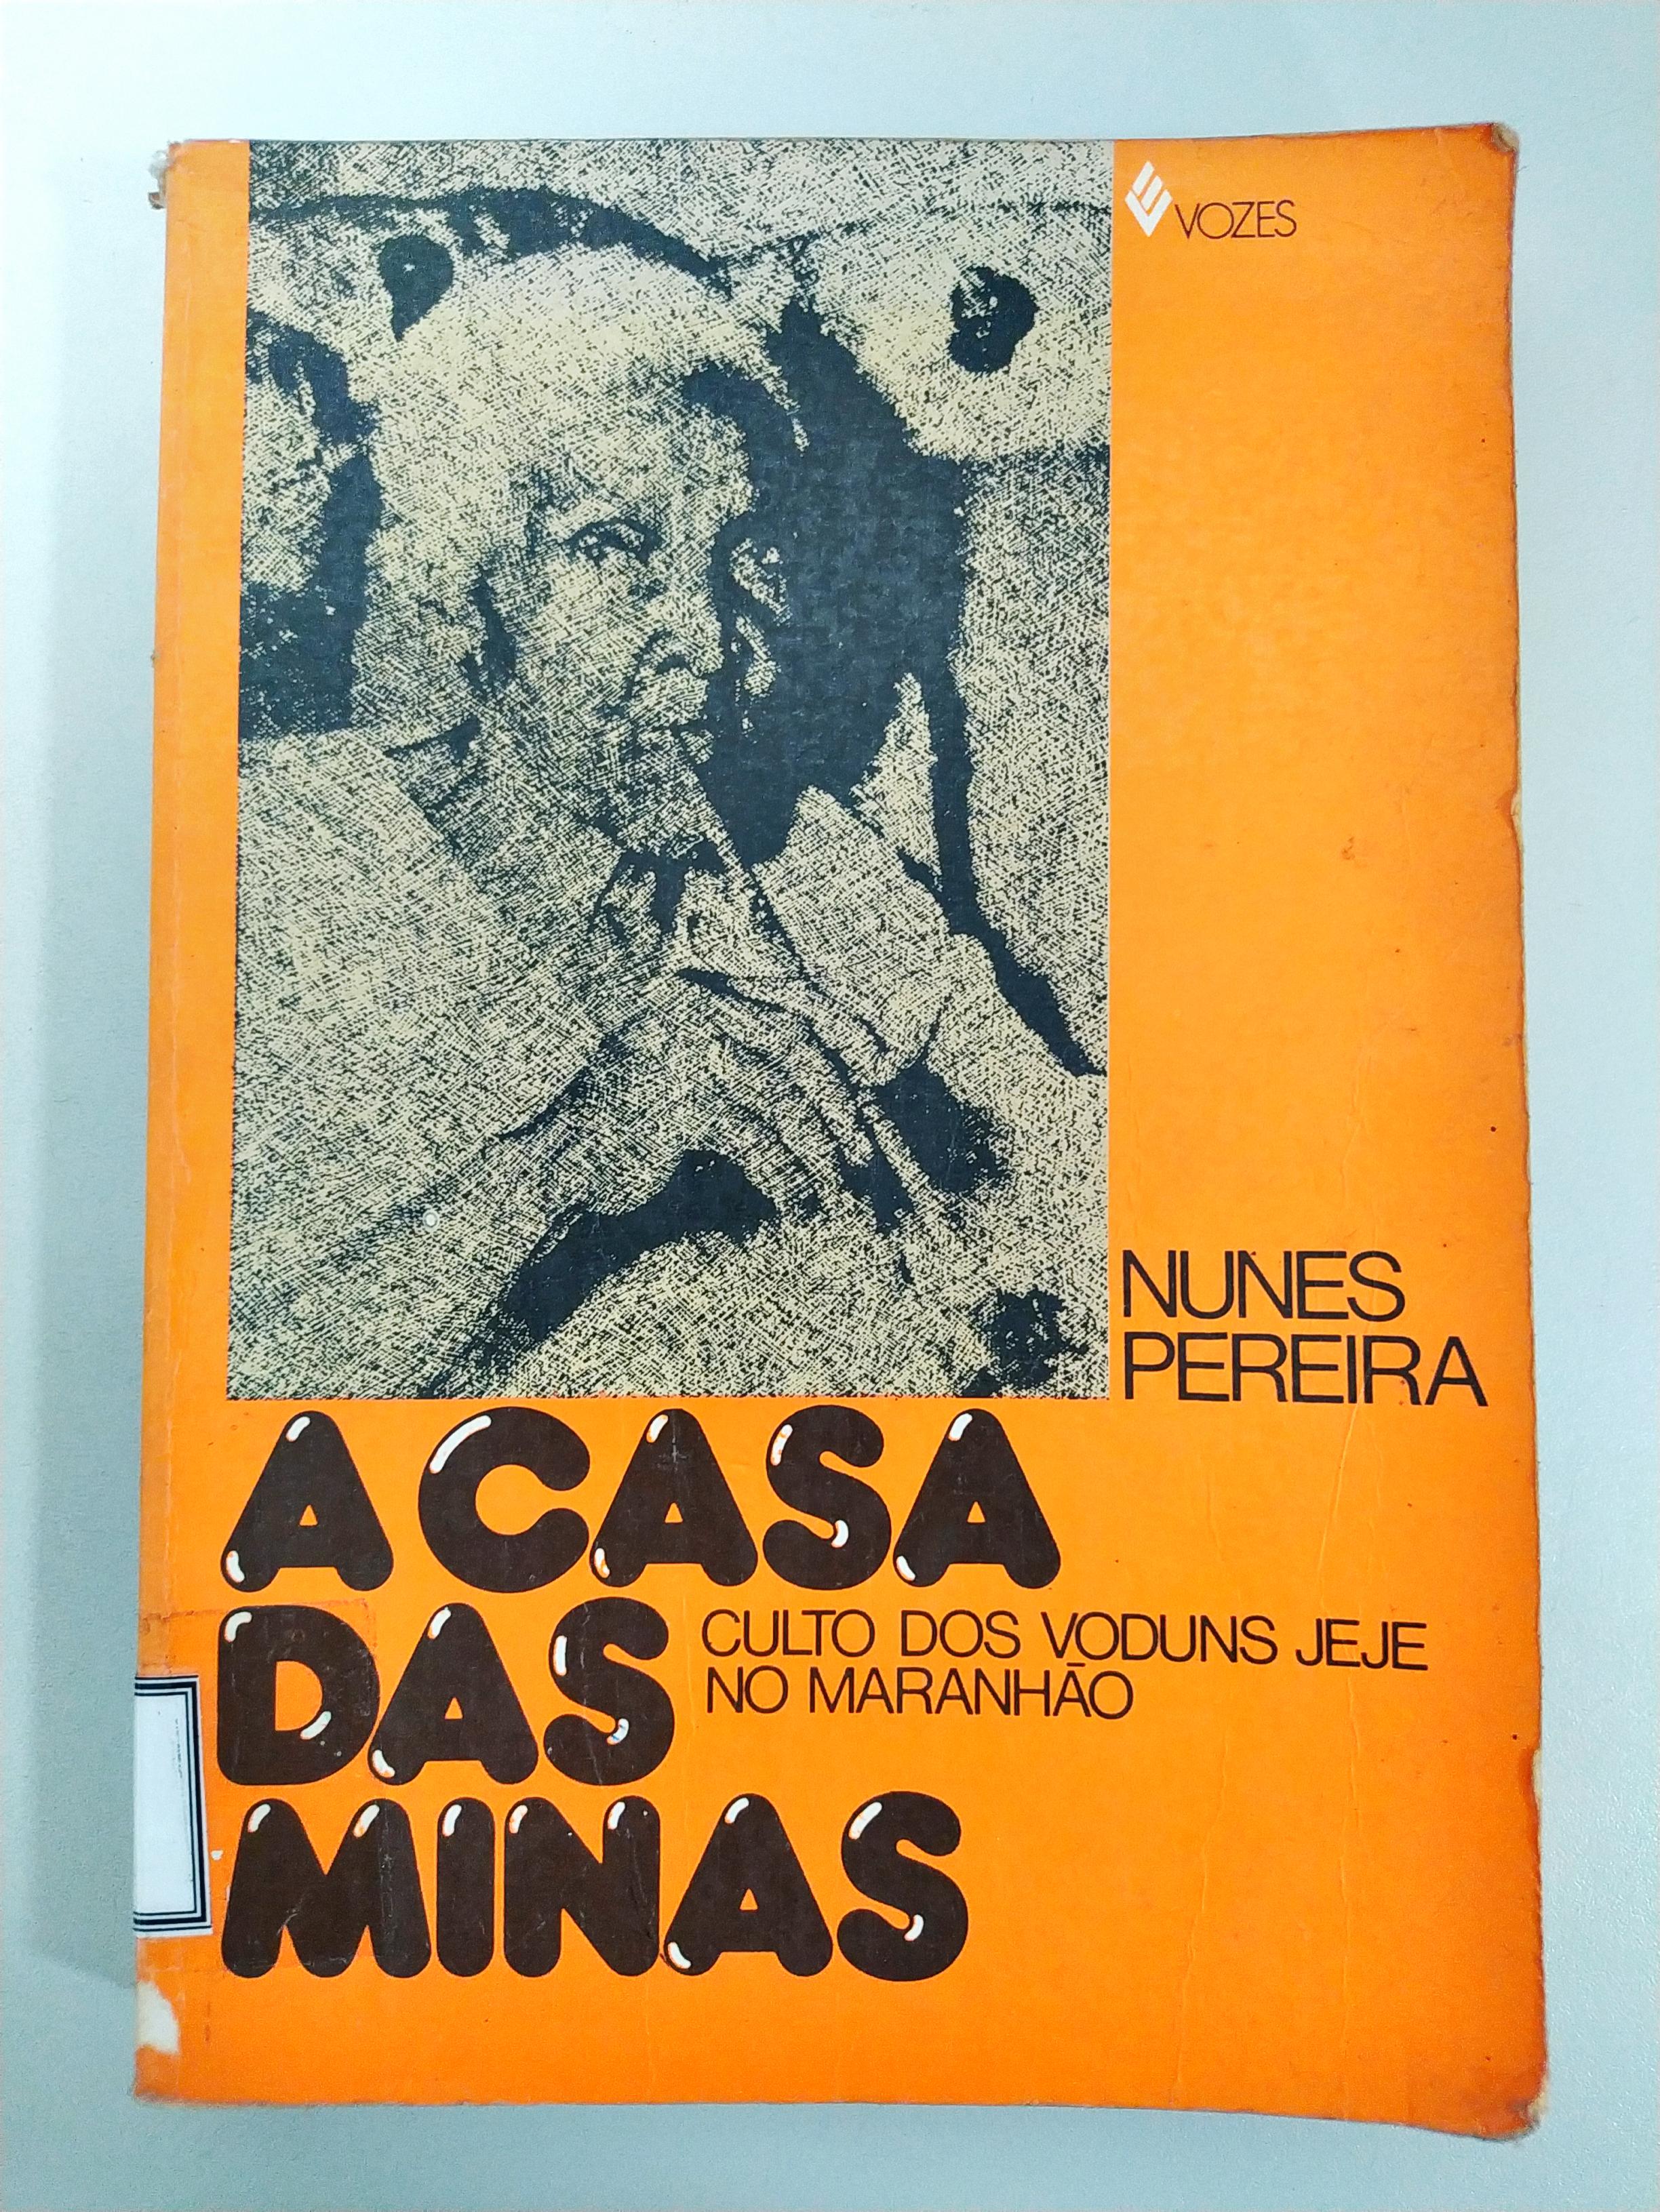 VOZES
NUNES
PEREIRA
A CASA
DAS
MINAS
CULTO DOS VODUNS JEJE
NO MARANHÃO